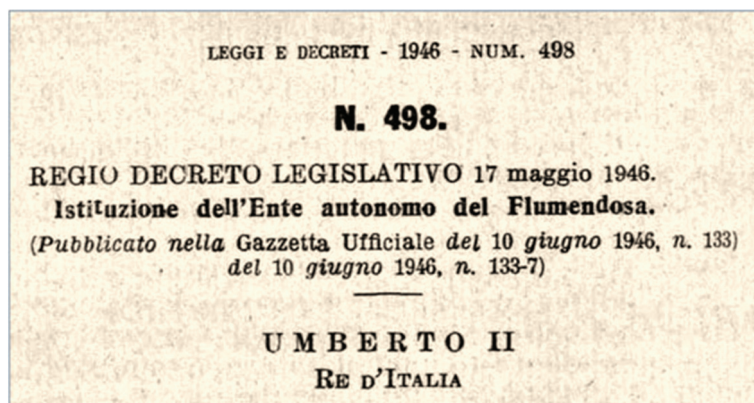 LEGGI E DECRETI - 1946 - NUM. 498
N. 498.
REGIO DECRETO LEGISLATIVO 17 maggio 1946.
Istituzione dell'Ente autonomo del Flumendosa.
(Pubblicato nella Gazzetta Ufficiale del 10 giugno 1946, n. 133)
del 10 giugno 1946, n. 133-7)
UMBERTO II
RE D'ITALIA